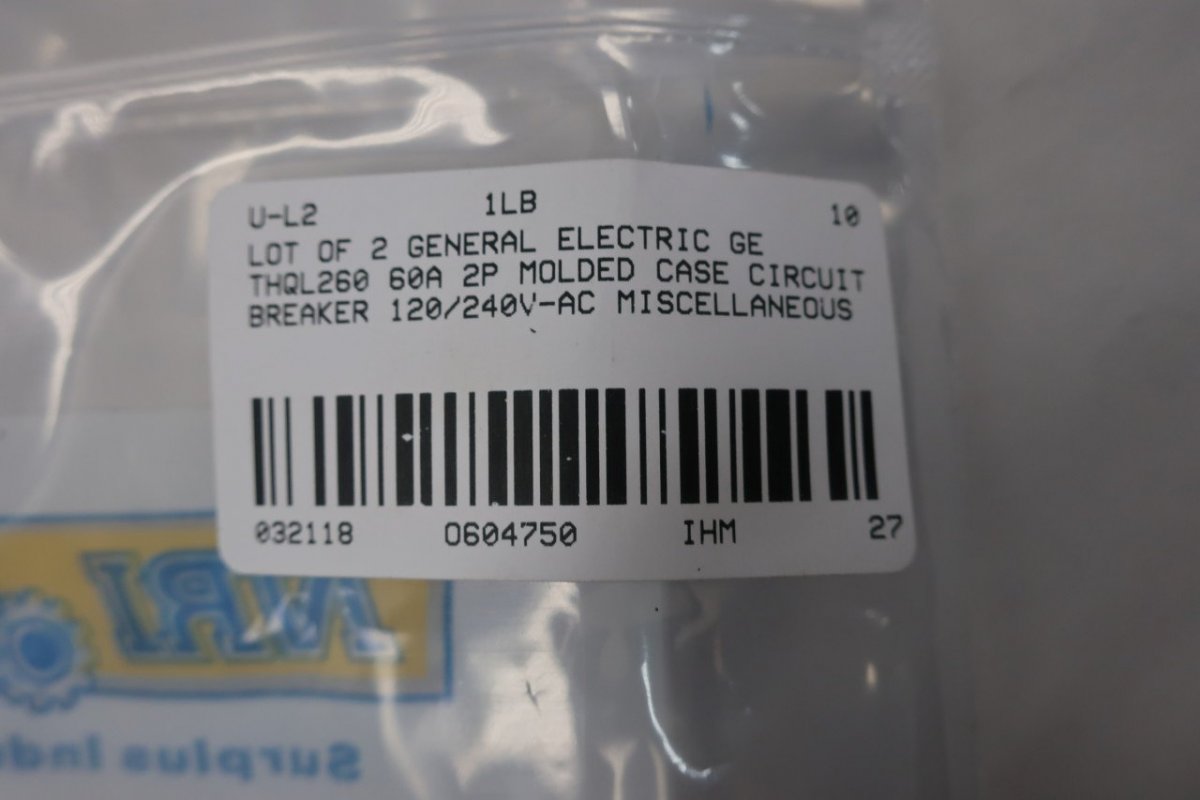 U-L2 1LB 10
LOT OF 2 GENERAL ELECTRIC GE
THQL260 60A 2P MOLDED CASE CIRCUIT
BREAKER 120/240V-AC MISCELLANEOUS
032118 O604750 IHM 27
Surplus